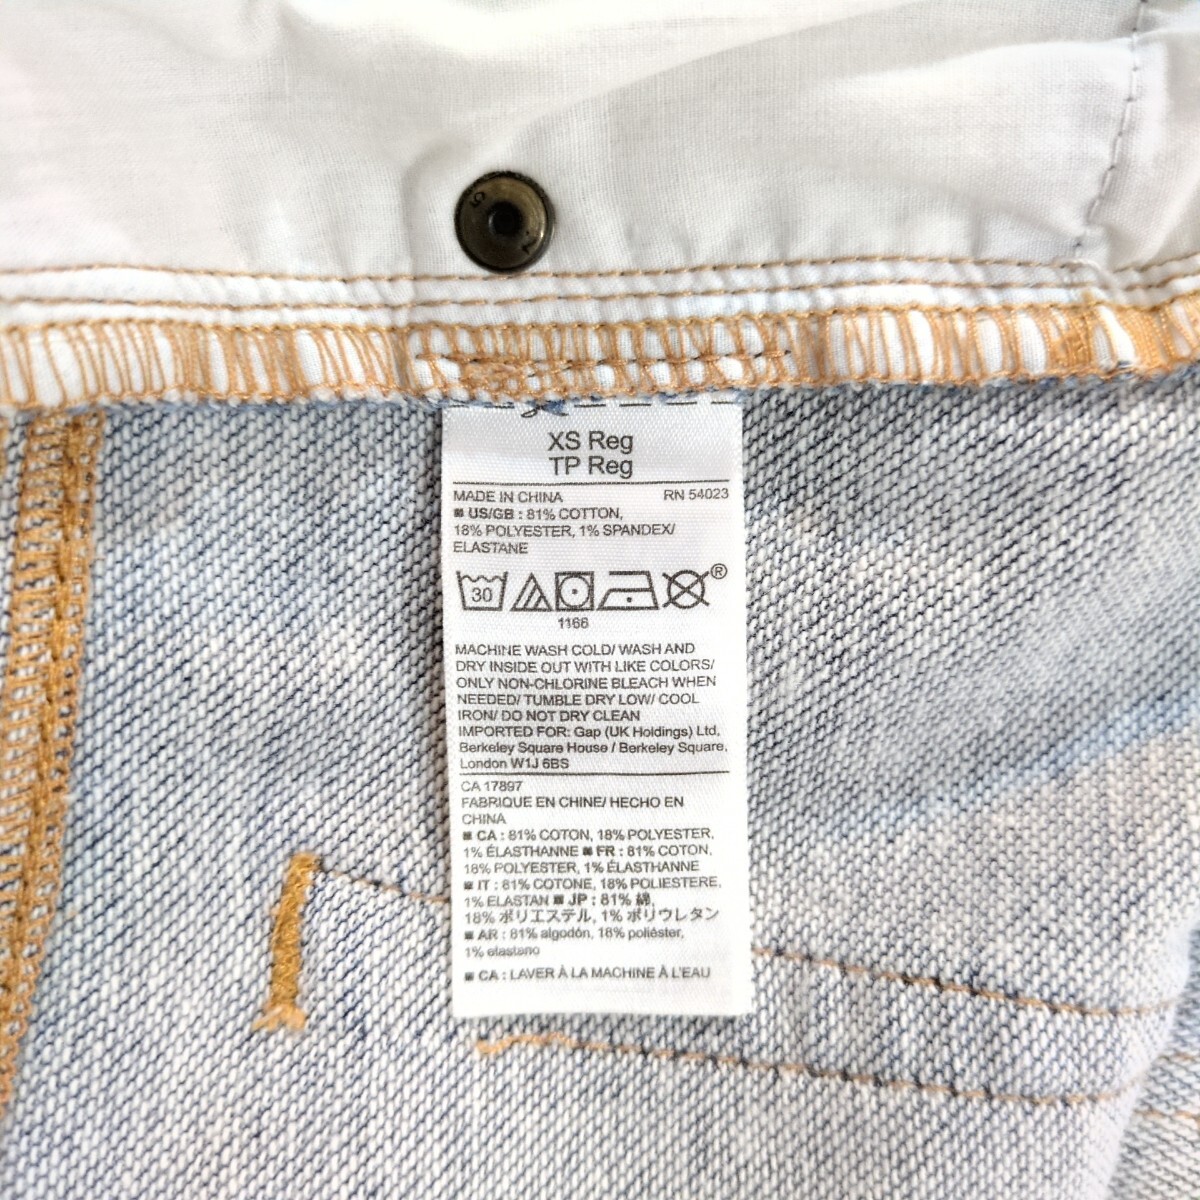 XS Reg
TP Reg
MADE IN CHINA RN 54023
■ US/GB : 81% COTTON,
18% POLYESTER, 1% SPANDEX/
ELASTANE
30 ®
1166
MACHINE WASH COLD/ WASH AND
DRY INSIDE OUT WITH LIKE COLORS/
ONLY NON-CHLORINE BLEACH WHEN
NEEDED/ TUMBLE DRY LOW/ COOL
IRON/ DO NOT DRY CLEAN
IMPORTED FOR: Gap (UK Holdings) Ltd,
Berkeley Square House / Berkeley Square,
London W1J 6BS
CA 17897
FABRIQUE EN CHINE/ HECHO EN
CHINA
■ CA : 81% COTON, 18% POLYESTER,
1% ÉLASTHANNE ■ FR : 81% COTON,
18% POLYESTER, 1% ÉLASTHANNE
■ IT : 81% COTONE, 18% POLIESTERE,
1% ELASTAN ■ JP : 81% 綿,
18% ポリエステル, 1% ポリウレタン
■ AR : 81% algodón, 18% poliéster,
1% elastano
■ CA : LAVER À LA MACHINE À L'EAU